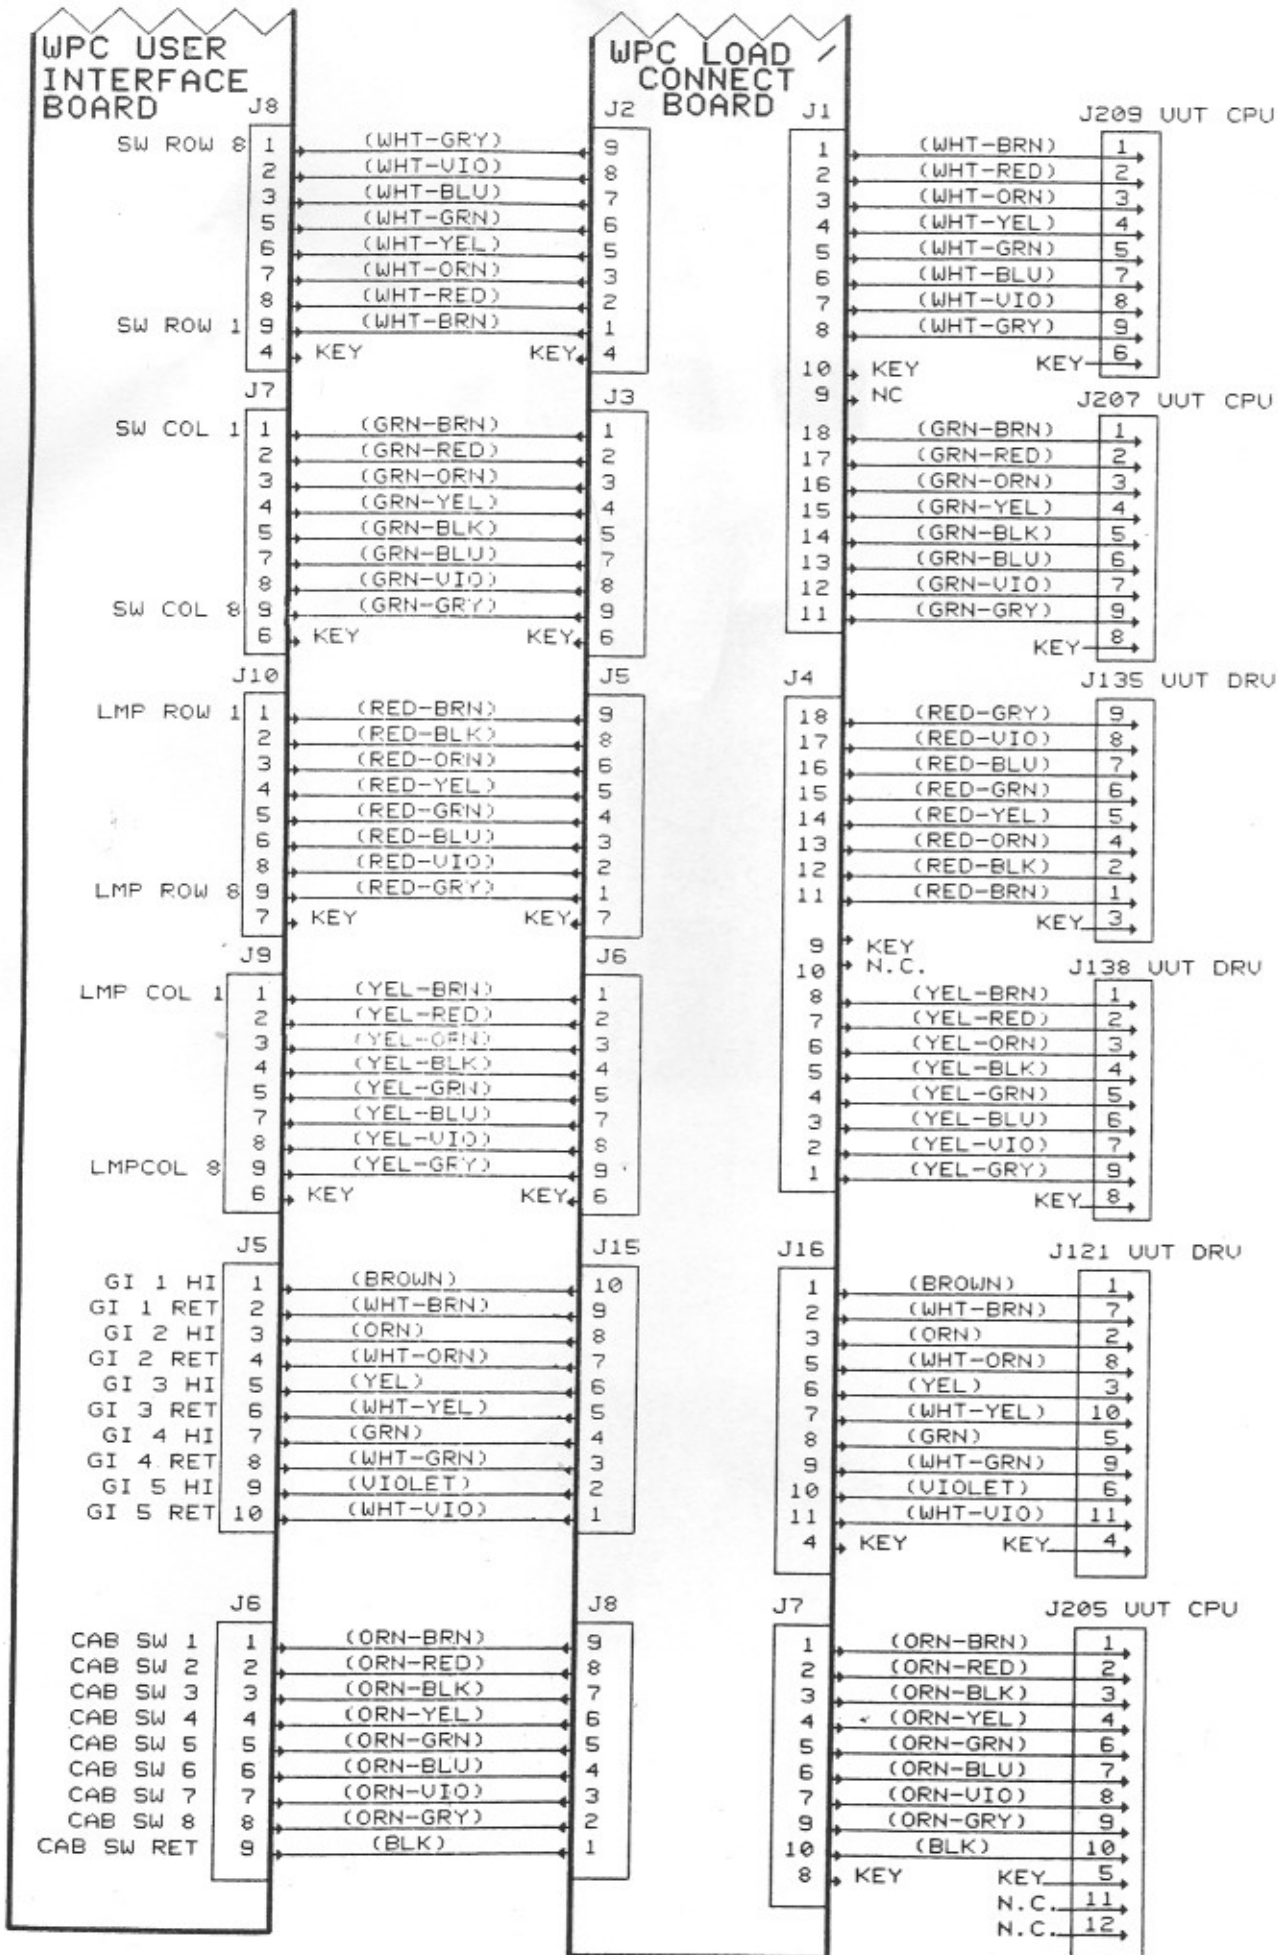 WPC USER
INTERFACE
BOARD
WPC LOAD
CONNECT
BOARD
J8 J2 J1 J209 UUT CPU
SW ROW 8 1 (WHT-GRY) 9 1 (WHT-BRN) 1
2 (WHT-VIO) 8 2 (WHT-RED) 2
3 (WHT-BLU) 7 3 (WHT-ORN) 3
5 (WHT-GRN) 6 4 (WHT-YEL) 4
6 (WHT-YEL) 5 5 (WHT-GRN) 5
7 (WHT-ORN) 3 6 (WHT-BLU) 7
8 (WHT-RED) 2 7 (WHT-VIO) 8
SW ROW 1 9 (WHT-BRN) 1 8 (WHT-GRY) 9
4 KEY KEY 4 KEY 6
10 KEY
9 NC
J7 J3 J207 UUT CPU
SW COL 1 1 (GRN-BRN) 1 18 (GRN-BRN) 1
2 (GRN-RED) 2 17 (GRN-RED) 2
3 (GRN-ORN) 3 16 (GRN-ORN) 3
4 (GRN-YEL) 4 15 (GRN-YEL) 4
5 (GRN-BLK) 5 14 (GRN-BLK) 5
7 (GRN-BLU) 7 13 (GRN-BLU) 6
8 (GRN-VIO) 8 12 (GRN-VIO) 7
SW COL 8 9 (GRN-GRY) 9 11 (GRN-GRY) 9
6 KEY KEY 6 KEY 8
J10 J5 J4 J135 UUT DRV
LMP ROW 1 1 (RED-BRN) 9 18 (RED-GRY) 9
2 (RED-BLK) 8 17 (RED-VIO) 8
3 (RED-ORN) 6 16 (RED-BLU) 7
4 (RED-YEL) 5 15 (RED-GRN) 6
5 (RED-GRN) 4 14 (RED-YEL) 5
6 (RED-BLU) 3 13 (RED-ORN) 4
8 (RED-VIO) 2 12 (RED-BLK) 2
LMP ROW 8 9 (RED-GRY) 1 11 (RED-BRN) 1
7 KEY KEY 7 KEY 3
9 KEY
10 N.C.
J9 J6 J138 UUT DRV
LMP COL 1 1 (YEL-BRN) 1 8 (YEL-BRN) 1
2 (YEL-RED) 2 7 (YEL-RED) 2
3 (YEL-ORN) 3 6 (YEL-ORN) 3
4 (YEL-BLK) 4 5 (YEL-BLK) 4
5 (YEL-GRN) 5 4 (YEL-GRN) 5
7 (YEL-BLU) 7 3 (YEL-BLU) 6
8 (YEL-VIO) 8 2 (YEL-VIO) 7
LMPCOL 8 9 (YEL-GRY) 9 1 (YEL-GRY) 9
6 KEY KEY 6 KEY 8
J5 J15 J16 J121 UUT DRV
GI 1 HI 1 (BROWN) 10 1 (BROWN) 1
GI 1 RET 2 (WHT-BRN) 9 2 (WHT-BRN) 7
GI 2 HI 3 (ORN) 8 3 (ORN) 2
GI 2 RET 4 (WHT-ORN) 7 5 (WHT-ORN) 8
GI 3 HI 5 (YEL) 6 6 (YEL) 3
GI 3 RET 6 (WHT-YEL) 5 7 (WHT-YEL) 10
GI 4 HI 7 (GRN) 4 8 (GRN) 5
GI 4 RET 8 (WHT-GRN) 3 9 (WHT-GRN) 9
GI 5 HI 9 (VIOLET) 2 10 (VIOLET) 6
GI 5 RET 10 (WHT-VIO) 1 11 (WHT-VIO) 11
4 KEY KEY 4
J6 J8 J7 J205 UUT CPU
CAB SW 1 1 (ORN-BRN) 9 1 (ORN-BRN) 1
CAB SW 2 2 (ORN-RED) 8 2 (ORN-RED) 2
CAB SW 3 3 (ORN-BLK) 7 3 (ORN-BLK) 3
CAB SW 4 4 (ORN-YEL) 6 4 (ORN-YEL) 4
CAB SW 5 5 (ORN-GRN) 5 5 (ORN-GRN) 6
CAB SW 6 6 (ORN-BLU) 4 6 (ORN-BLU) 7
CAB SW 7 7 (ORN-VIO) 3 7 (ORN-VIO) 8
CAB SW 8 8 (ORN-GRY) 2 9 (ORN-GRY) 9
CAB SW RET 9 (BLK) 1 10 (BLK) 10
8 KEY KEY 5
N.C. 11
N.C. 12